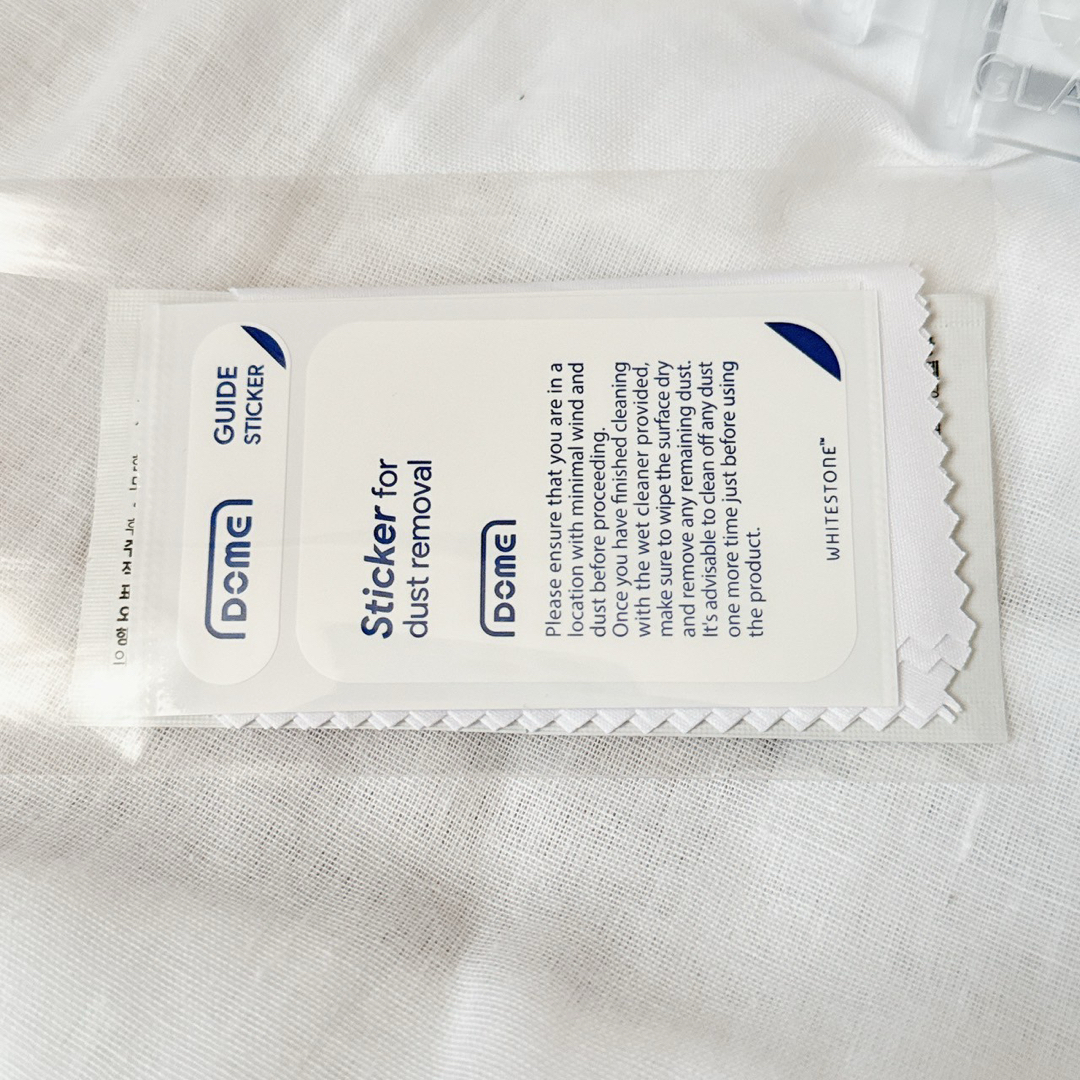 DOME
GUIDE
STICKER
Sticker for
dust removal
DOME
Please ensure that you are in a
location with minimal wind and
dust before proceeding.
Once you have finished cleaning
with the wet cleaner provided,
make sure to wipe the surface dry
and remove any remaining dust.
It's advisable to clean off any dust
one more time just before using
the product.
WHITESTONE™